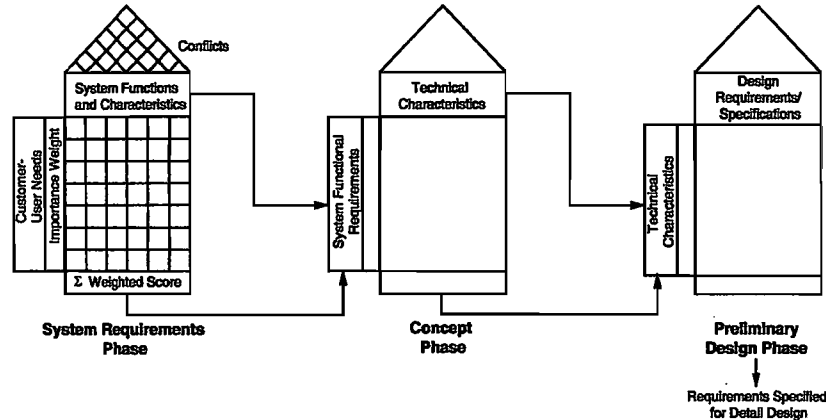 Conflicts
System Functions
and Characteristics
Customer-
User Needs
Importance Weight
Σ Weighted Score
System Requirements
Phase
Technical
Characteristics
System Functional
Requirements
Concept
Phase
Design
Requirements/
Specifications
Technical
Characteristics
Preliminary
Design Phase
Requirements Specified
for Detail Design